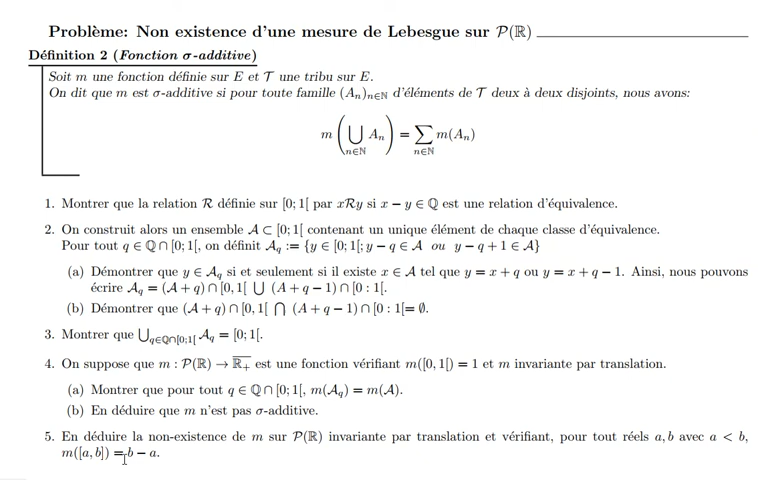 Problème: Non existence d'une mesure de Lebesgue sur 𝒫(ℝ)
Définition 2 (Fonction σ-additive)
Soit m une fonction définie sur E et 𝒯 une tribu sur E.
On dit que m est σ-additive si pour toute famille (Aₙ)ₙ∈ℕ d'éléments de 𝒯 deux à deux disjoints, nous avons:
m(⋃ₙ∈ℕ Aₙ) = ∑ₙ∈ℕ m(Aₙ)
1. Montrer que la relation ℛ définie sur [0; 1[ par xℛy si x − y ∈ ℚ est une relation d'équivalence.
2. On construit alors un ensemble 𝒜 ⊂ [0; 1[ contenant un unique élément de chaque classe d'équivalence.
Pour tout q ∈ ℚ ∩ [0; 1[, on définit 𝒜_q := {y ∈ [0; 1[; y − q ∈ 𝒜 ou y − q + 1 ∈ 𝒜}
(a) Démontrer que y ∈ 𝒜_q si et seulement si il existe x ∈ 𝒜 tel que y = x + q ou y = x + q − 1. Ainsi, nous pouvons
écrire 𝒜_q = (𝒜 + q) ∩ [0, 1[ ⋃ (𝒜 + q − 1) ∩ [0 : 1[.
(b) Démontrer que (𝒜 + q) ∩ [0, 1[ ⋂ (𝒜 + q − 1) ∩ [0 : 1[= ∅.
3. Montrer que ⋃_{q∈ℚ∩[0;1[} 𝒜_q = [0; 1[.
4. On suppose que m : 𝒫(ℝ) → \overline{ℝ₊} est une fonction vérifiant m([0, 1[) = 1 et m invariante par translation.
(a) Montrer que pour tout q ∈ ℚ ∩ [0; 1[, m(𝒜_q) = m(𝒜).
(b) En déduire que m n'est pas σ-additive.
5. En déduire la non-existence de m sur 𝒫(ℝ) invariante par translation et vérifiant, pour tout réels a, b avec a < b,
m([a, b]) = b − a.